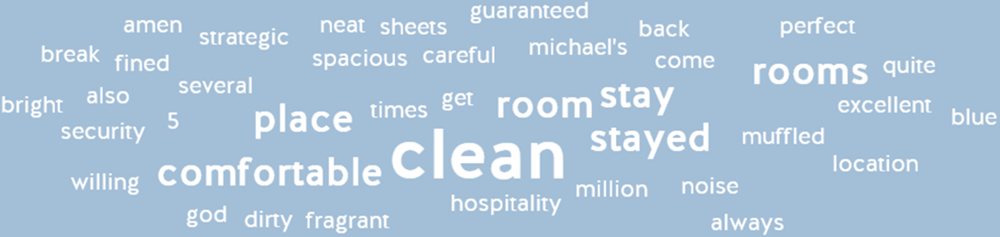 guaranteed
amen neat sheets back perfect
strategic michael's
break fined spacious careful come rooms quite
bright also several times get room stay excellent
security 5 place stayed muffled blue
willing comfortable clean location
hospitality million noise
god dirty fragrant always